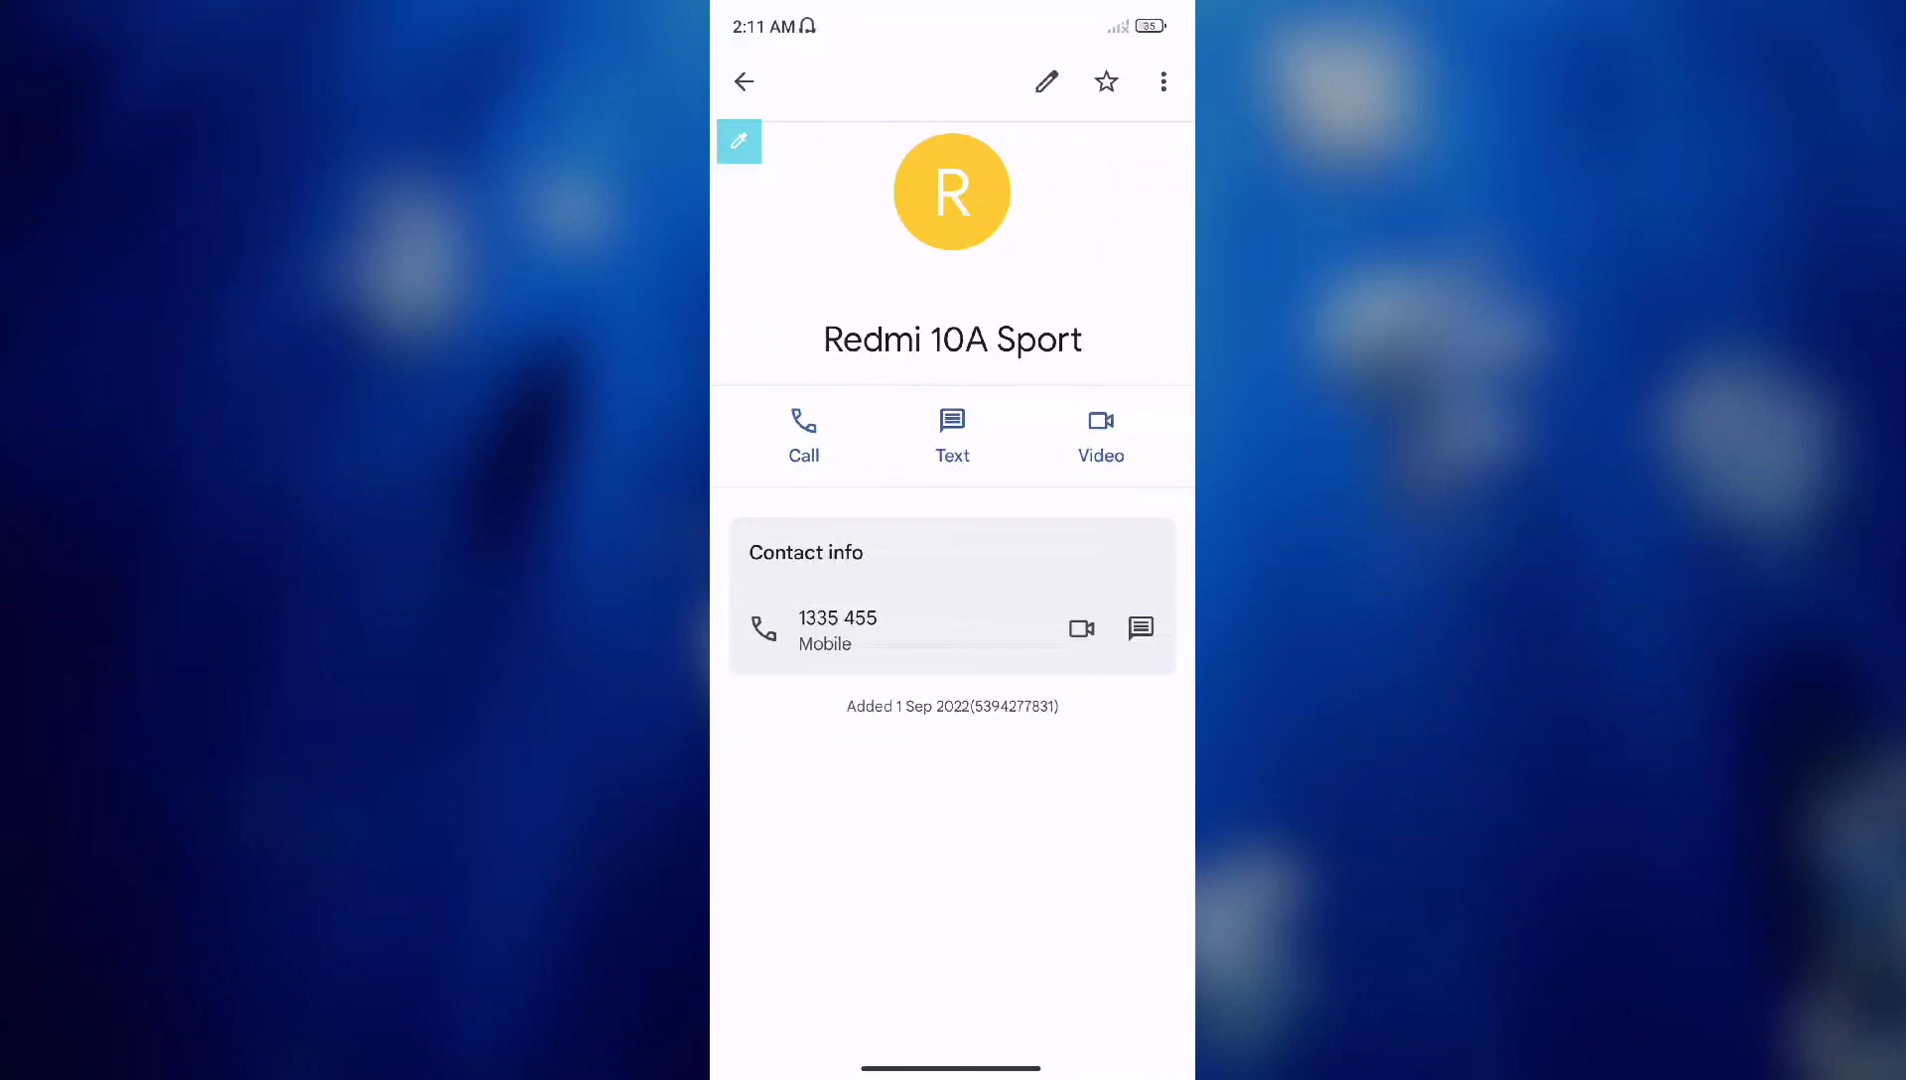 2:11 AM
35
R
Redmi 10A Sport
Call Text Video
Contact info
1335 455
Mobile
Added 1 Sep 2022(5394277831)